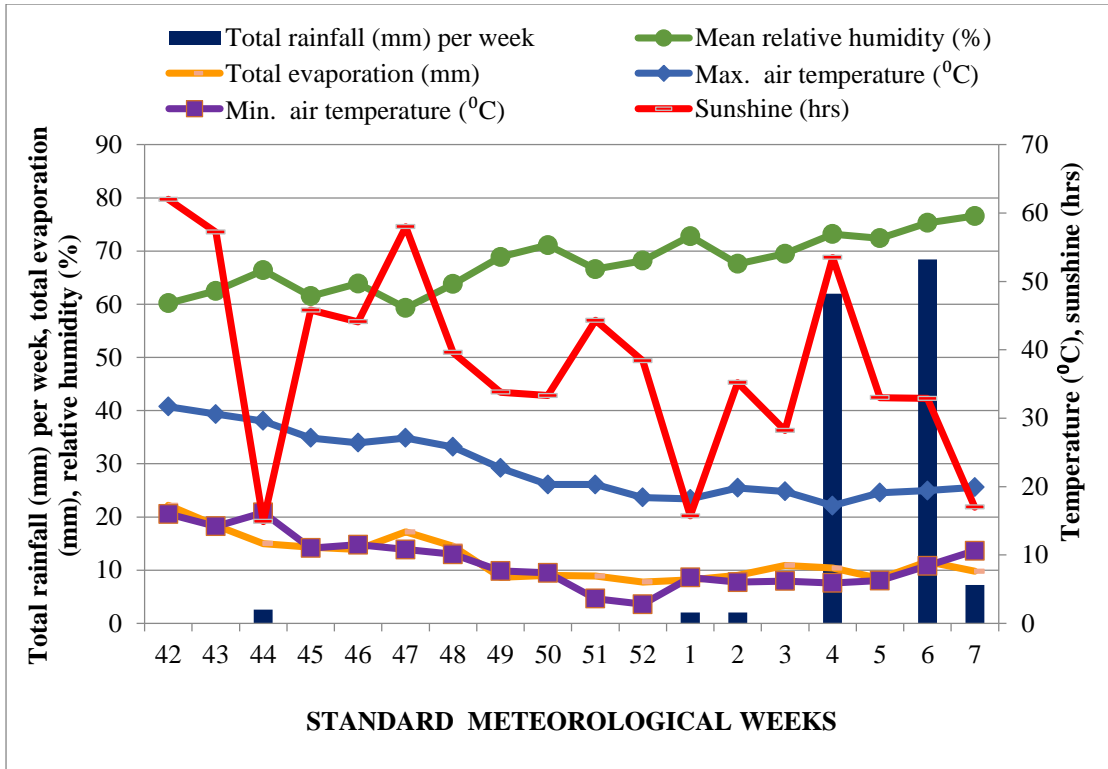 Total rainfall (mm) per week
Mean relative humidity (%)
Total evaporation (mm)
Max. air temperature (⁰C)
Min. air temperature (⁰C)
Sunshine (hrs)
Total rainfall (mm) per week, total evaporation
(mm), relative humidity (%)
90
80
70
60
50
40
30
20
10
0
70
60
50
40
30
20
10
0
Temperature (⁰C), sunshine (hrs)
42 43 44 45 46 47 48 49 50 51 52 1 2 3 4 5 6 7
STANDARD METEOROLOGICAL WEEKS